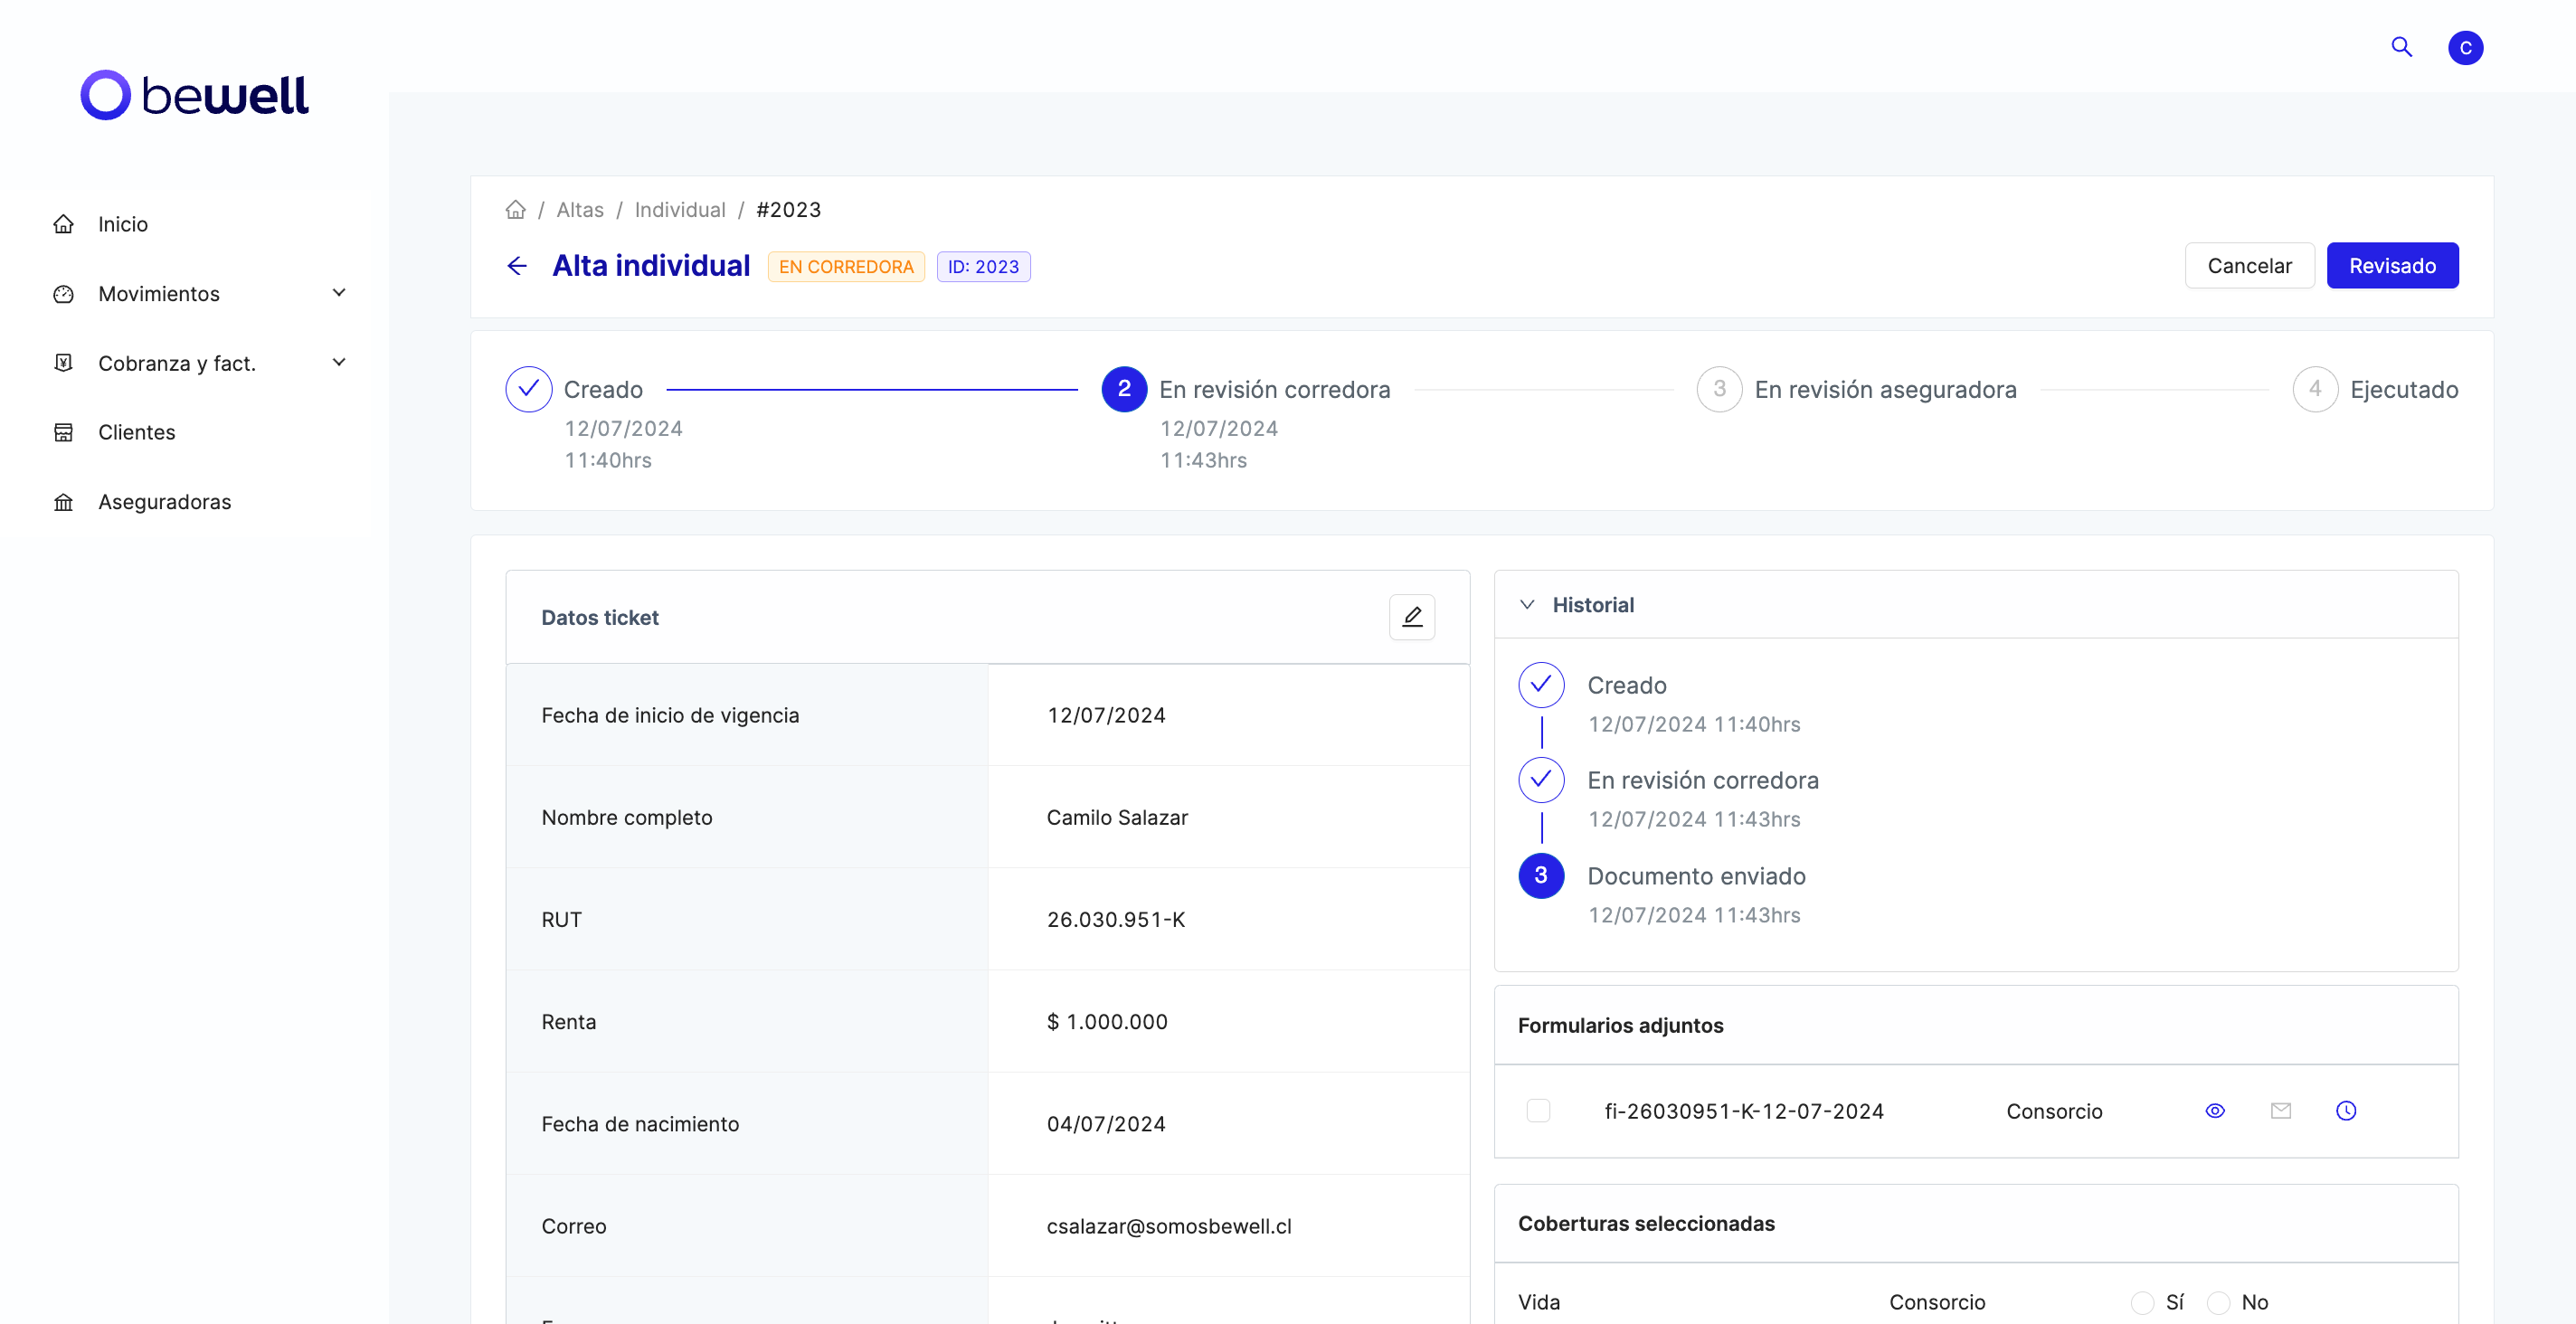 bewell
C
Inicio
Movimientos
Cobranza y fact.
Clientes
Aseguradoras
/ Altas / Individual / #2023
Alta individual EN CORREDORA ID: 2023
Cancelar Revisado
Creado
12/07/2024
11:40hrs
2 En revisión corredora
12/07/2024
11:43hrs
3 En revisión aseguradora
4 Ejecutado
Datos ticket
Fecha de inicio de vigencia 12/07/2024
Nombre completo Camilo Salazar
RUT 26.030.951-K
Renta $ 1.000.000
Fecha de nacimiento 04/07/2024
Correo csalazar@somosbewell.cl
Historial
Creado
12/07/2024 11:40hrs
En revisión corredora
12/07/2024 11:43hrs
3 Documento enviado
12/07/2024 11:43hrs
Formularios adjuntos
fi-26030951-K-12-07-2024 Consorcio
Coberturas seleccionadas
Vida Consorcio Sí No